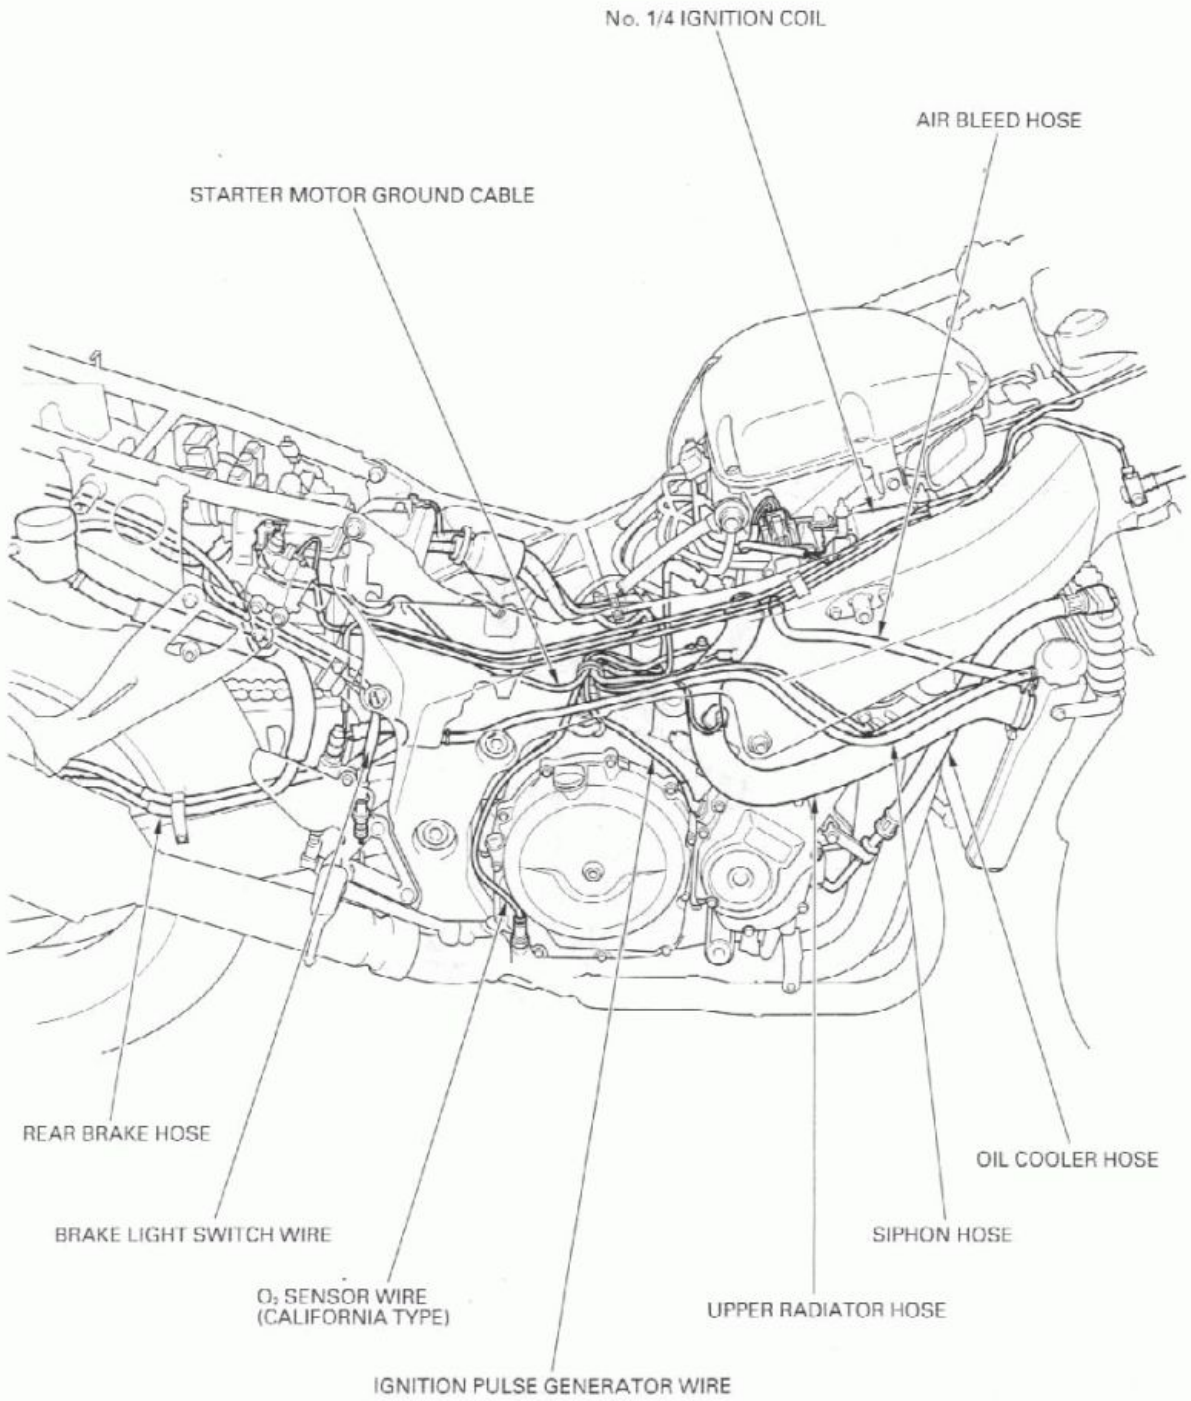 No. 1/4 IGNITION COIL
AIR BLEED HOSE
STARTER MOTOR GROUND CABLE
REAR BRAKE HOSE
OIL COOLER HOSE
BRAKE LIGHT SWITCH WIRE
SIPHON HOSE
O₂ SENSOR WIRE
(CALIFORNIA TYPE)
UPPER RADIATOR HOSE
IGNITION PULSE GENERATOR WIRE